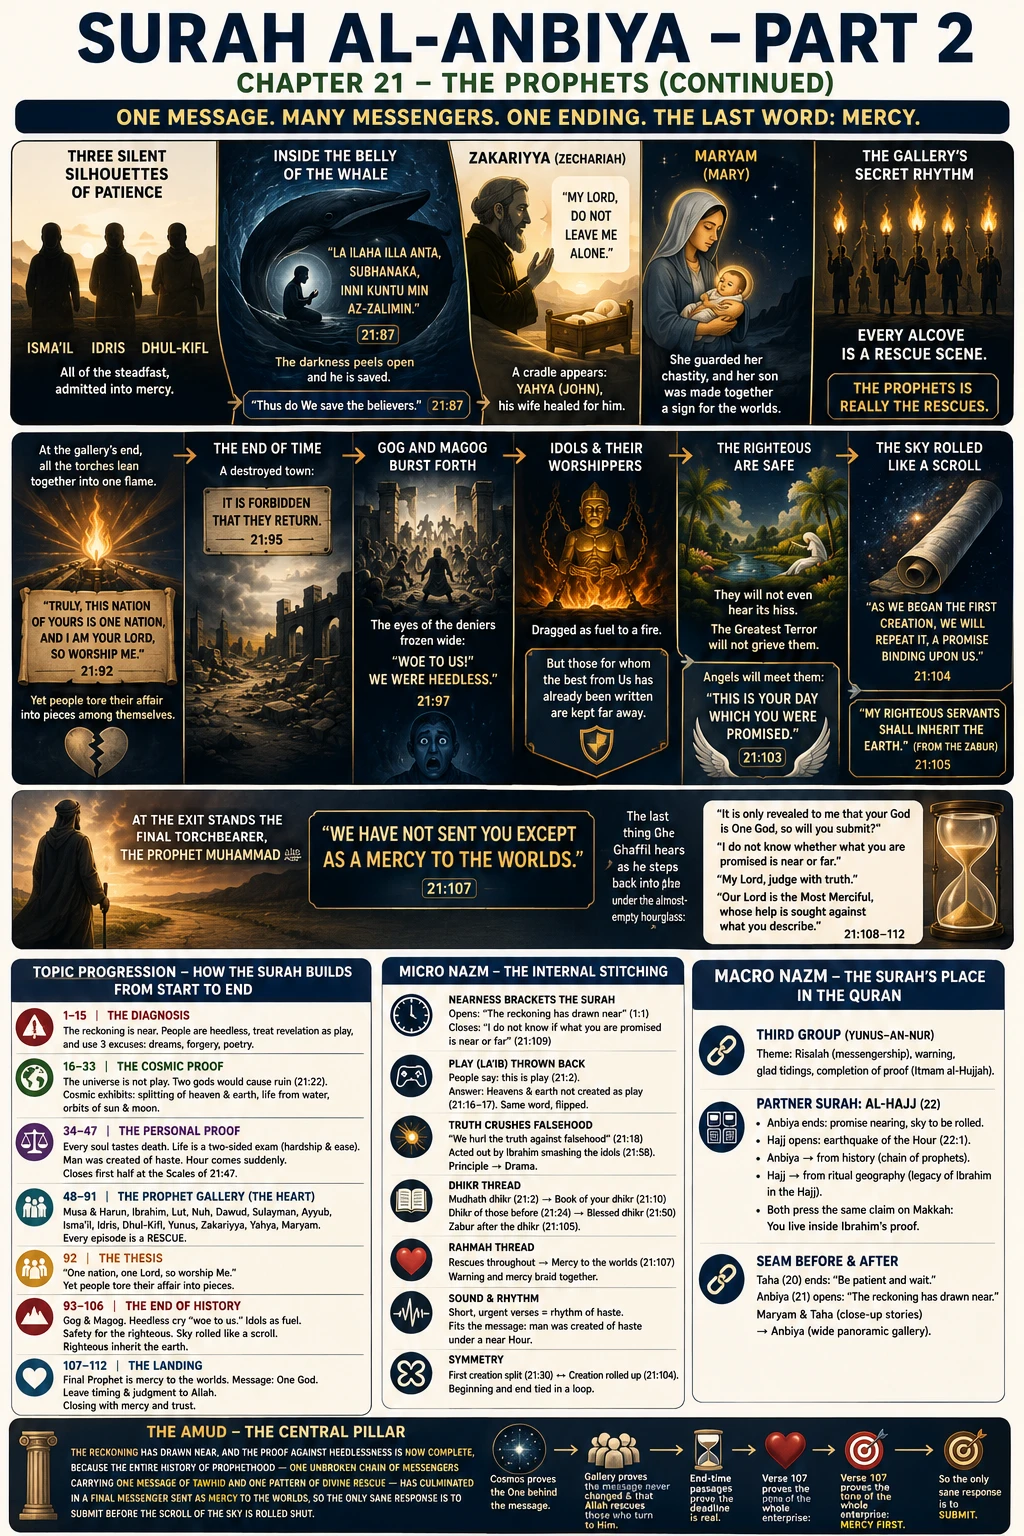 SURAH AL-ANBIYA – PART 2
CHAPTER 21 – THE PROPHETS (CONTINUED)
ONE MESSAGE. MANY MESSENGERS. ONE ENDING. THE LAST WORD: MERCY.
THREE SILENT
SILHOUETTES
OF PATIENCE
ISMA'IL IDRIS DHUL-KIFL
All of the steadfast,
admitted into mercy.
INSIDE THE BELLY
OF THE WHALE
"LA ILAHA ILLA ANTA,
SUBHANAKA,
INNI KUNTU MIN
AZ-ZALIMIN."
21:87
The darkness peels open
and he is saved.
"Thus do We save the believers." 21:87
ZAKARIYYA (ZECHARIAH)
"MY LORD,
DO NOT
LEAVE ME
ALONE."
A cradle appears:
YAHYA (JOHN),
his wife healed for him.
MARYAM
(MARY)
She guarded her
chastity, and her son
was made together
a sign for the worlds.
THE GALLERY'S
SECRET RHYTHM
EVERY ALCOVE
IS A RESCUE SCENE.
THE PROPHETS IS
REALLY THE RESCUES.
At the gallery's end,
all the torches lean
together into one flame.
"TRULY, THIS NATION
OF YOURS IS ONE NATION,
AND I AM YOUR LORD,
SO WORSHIP ME."
21:92
Yet people tore their affair
into pieces among themselves.
THE END OF TIME
A destroyed town:
IT IS FORBIDDEN
THAT THEY RETURN.
21:95
GOG AND MAGOG
BURST FORTH
The eyes of the deniers
frozen wide:
"WOE TO US!"
WE WERE HEEDLESS."
21:97
IDOLS & THEIR
WORSHIPPERS
Dragged as fuel to a fire.
But those for whom
the best from Us has
already been written
are kept far away.
THE RIGHTEOUS
ARE SAFE
They will not even
hear its hiss.
The Greatest Terror
will not grieve them.
Angels will meet them:
"THIS IS YOUR DAY
WHICH YOU WERE
PROMISED."
21:103
THE SKY ROLLED
LIKE A SCROLL
"AS WE BEGAN THE FIRST
CREATION, WE WILL
REPEAT IT, A PROMISE
BINDING UPON US."
21:104
"MY RIGHTEOUS SERVANTS
SHALL INHERIT THE
EARTH." (FROM THE ZABUR)
21:105
AT THE EXIT STANDS THE
FINAL TORCHBEARER,
THE PROPHET MUHAMMAD ﷺ
"WE HAVE NOT SENT YOU EXCEPT
AS A MERCY TO THE WORLDS."
21:107
The last
thing Ghe
Ghaffil hears
as he steps
back into
under the almost-
empty hourglass:
"It is only revealed to me that your God
is One God, so will you submit?"
"I do not know whether what you are
promised is near or far."
"My Lord, judge with truth."
"Our Lord is the Most Merciful,
whose help is sought against
what you describe."
21:108–112
TOPIC PROGRESSION – HOW THE SURAH BUILDS
FROM START TO END
1–15 | THE DIAGNOSIS
The reckoning is near. People are heedless, treat revelation as play,
and use 3 excuses: dreams, forgery, poetry.
16–33 | THE COSMIC PROOF
The universe is not play. Two gods would cause ruin (21:22).
Cosmic exhibits: splitting of heaven & earth, life from water,
orbits of sun & moon.
34–47 | THE PERSONAL PROOF
Every soul tastes death. Life is a two-sided exam (hardship & ease).
Man was created of haste. Hour comes suddenly.
Closes first half at the Scales of 21:47.
48–91 | THE PROPHET GALLERY (THE HEART)
Musa & Harun, Ibrahim, Lut, Nuh, Dawud, Sulayman, Ayyub,
Isma'il, Idris, Dhul-Kifl, Yunus, Zakariyya, Yahya, Maryam.
Every episode is a RESCUE.
92 | THE THESIS
"One nation, one Lord, so worship Me."
Yet people tore their affair into pieces.
93–106 | THE END OF HISTORY
Gog & Magog. Heedless cry "woe to us." Idols as fuel.
Safety for the righteous. Sky rolled like a scroll.
Righteous inherit the earth.
107–112 | THE LANDING
Final Prophet is mercy to the worlds. Message: One God.
Leave timing & judgment to Allah.
Closing with mercy and trust.
MICRO NAZM – THE INTERNAL STITCHING
NEARNESS BRACKETS THE SURAH
Opens: "The reckoning has drawn near" (1:1)
Closes: "I do not know if what you are promised
is near or far" (21:109)
PLAY (LA'IB) THROWN BACK
People say: this is play (21:2).
Answer: Heavens & earth not created as play
(21:16–17). Same word, flipped.
TRUTH CRUSHES FALSEHOOD
"We hurl the truth against falsehood" (21:18)
Acted out by Ibrahim smashing the idols (21:58).
Principle → Drama.
DHIKR THREAD
Mudhath dhikr (21:2) → Book of your dhikr (21:10)
Dhikr of those before (21:24) → Blessed dhikr (21:50)
Zabur after the dhikr (21:105).
RAHMAH THREAD
Rescues throughout → Mercy to the worlds (21:107)
Warning and mercy braid together.
SOUND & RHYTHM
Short, urgent verses = rhythm of haste.
Fits the message: man was created of haste
under a near Hour.
SYMMETRY
First creation split (21:30) ↔ Creation rolled up (21:104).
Beginning and end tied in a loop.
MACRO NAZM – THE SURAH'S PLACE
IN THE QURAN
THIRD GROUP (YUNUS–AN-NUR)
Theme: Risalah (messengership), warning,
glad tidings, completion of proof (Itmam al-Hujjah).
PARTNER SURAH: AL-HAJJ (22)
• Anbiya ends: promise nearing, sky to be rolled.
• Hajj opens: earthquake of the Hour (22:1).
• Anbiya → from history (chain of prophets).
• Hajj → from ritual geography (legacy of Ibrahim
in the Hajj).
• Both press the same claim on Makkah:
You live inside Ibrahim's proof.
SEAM BEFORE & AFTER
Taha (20) ends: "Be patient and wait."
Anbiya (21) opens: "The reckoning has drawn near."
Maryam & Taha (close-up stories)
→ Anbiya (wide panoramic gallery).
THE AMUD – THE CENTRAL PILLAR
THE RECKONING HAS DRAWN NEAR, AND THE PROOF AGAINST HEEDLESSNESS IS NOW COMPLETE,
BECAUSE THE ENTIRE HISTORY OF PROPHETHOOD — ONE UNBROKEN CHAIN OF MESSENGERS
CARRYING ONE MESSAGE OF TAWHID AND ONE PATTERN OF DIVINE RESCUE — HAS CULMINATED
IN A FINAL MESSENGER SENT AS MERCY TO THE WORLDS, SO THE ONLY SANE RESPONSE IS TO
SUBMIT BEFORE THE SCROLL OF THE SKY IS ROLLED SHUT.
Cosmos proves
the One behind
the message.
Gallery proves
the message never
changed & that
Allah rescues
those who turn
to Him.
End-time
passages
prove the
deadline
is real.
Verse 107
proves the
of the
whole
enterprise:
Verse 107
proves the
tone of the
whole
enterprise:
MERCY FIRST.
So the only
sane response
is to
SUBMIT.